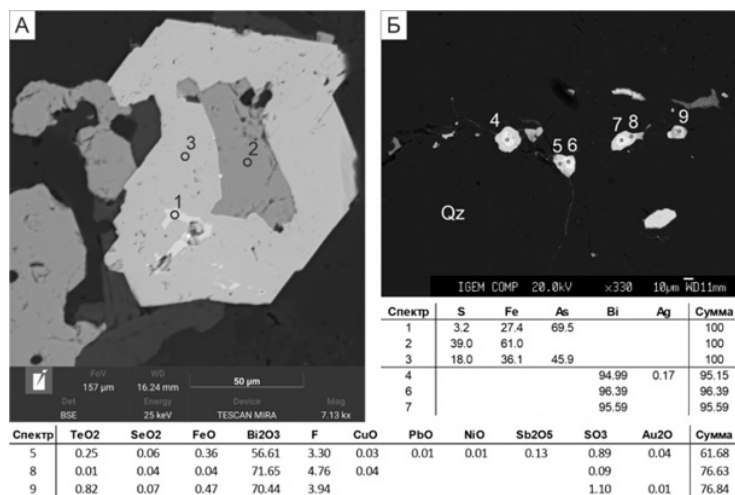 А
3
2
1
FoV
WD
157 µm
16.24 mm
50 µm
Det
Energy
Device
Mag
BSE
25 keV
TESCAN MIRA
7.13 kx
Б
4
5 6
7 8
9
Qz
IGEM COMP 20.0kV ×330 10µm WD11mm
Спектр S Fe As Bi Ag Сумма
1 3.2 27.4 69.5 100
2 39.0 61.0 100
3 18.0 36.1 45.9 100
4 94.99 0.17 95.15
6 96.39 96.39
7 95.59 95.59
Спектр TeO2 SeO2 FeO Bi2O3 F CuO PbO NiO Sb2O5 SO3 Au2O Сумма
5 0.25 0.06 0.36 56.61 3.30 0.03 0.01 0.01 0.13 0.89 0.04 61.68
8 0.01 0.04 0.04 71.65 4.76 0.04 0.09 76.63
9 0.82 0.07 0.47 70.44 3.94 1.10 0.01 76.84